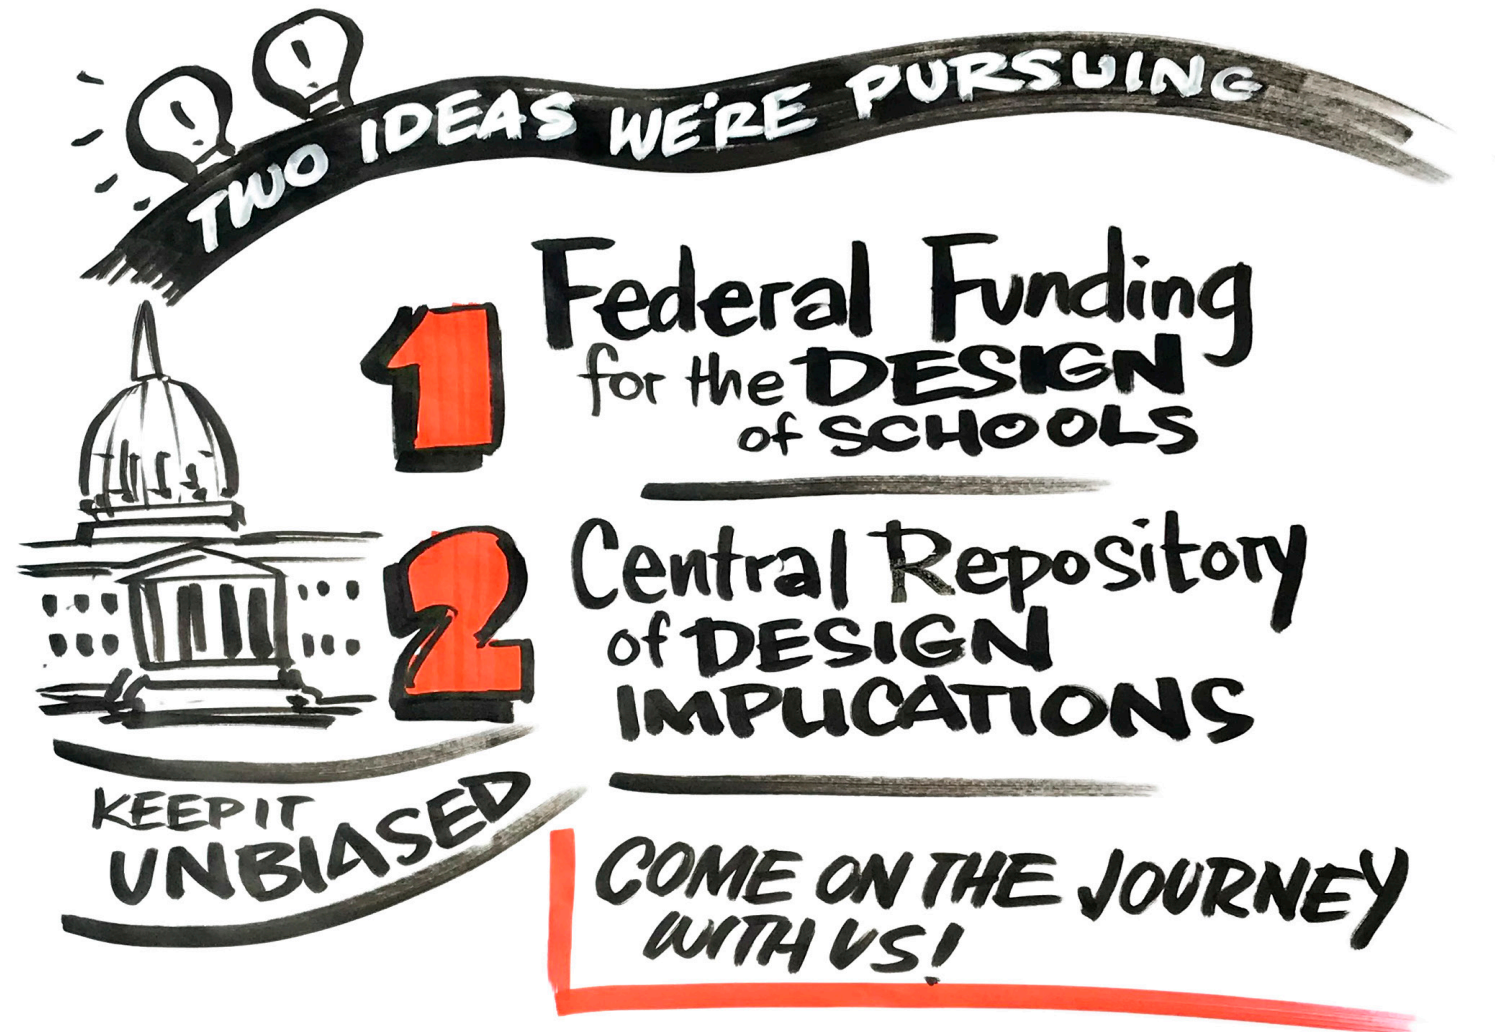 TWO IDEAS WE'RE PURSUING
1
Federal Funding
for the DESIGN
of SCHOOLS
2
Central Repository
of DESIGN
IMPLICATIONS
KEEP IT
UNBIASED
COME ON THE JOURNEY
WITH US!